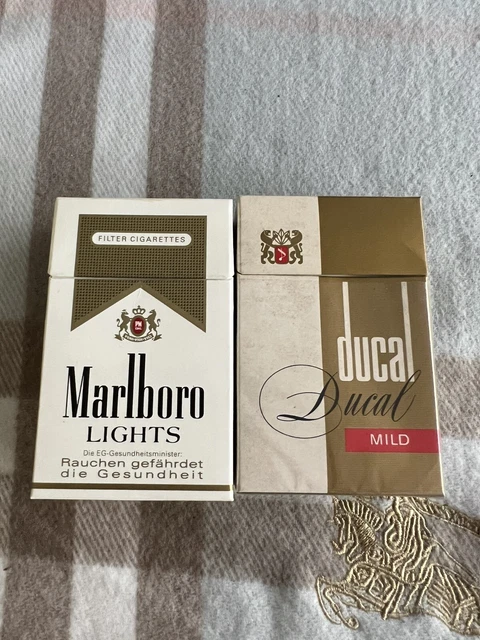 FILTER CIGARETTES
Marlboro
LIGHTS
Die EG-Gesundheitsminister:
Rauchen gefährdet
die Gesundheit
ducal
Ducal
MILD